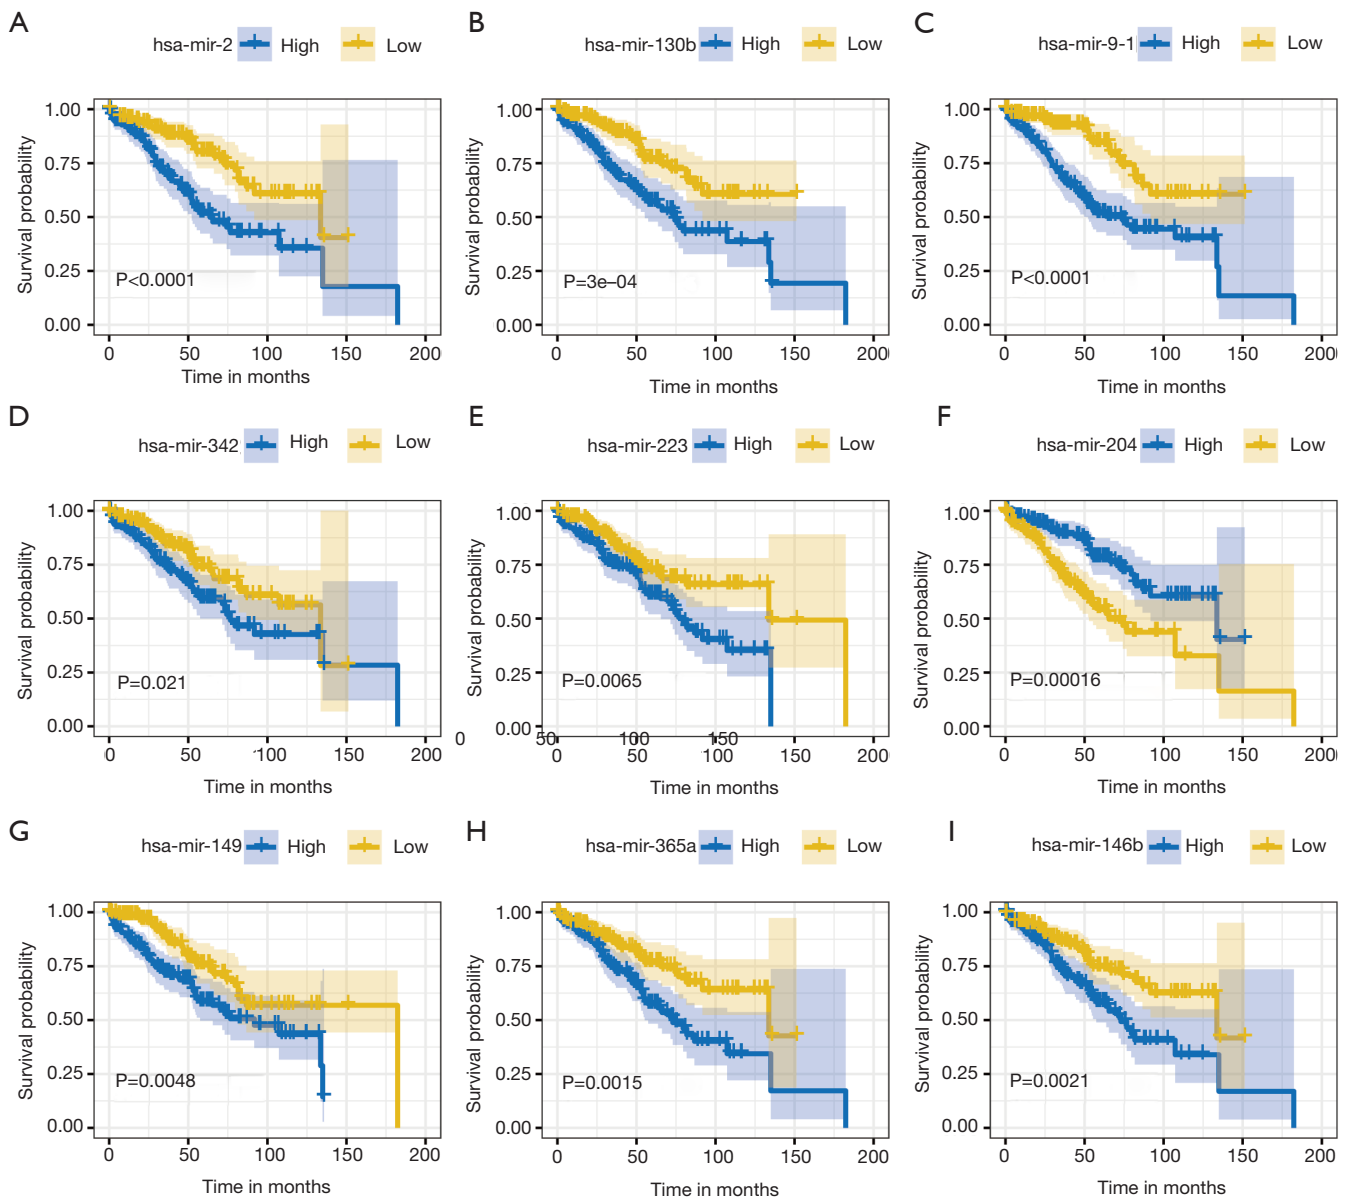 A
hsa-mir-2 High Low
1.00
0.75
0.50
0.25
0.00
Survival probability
P<0.0001
0 50 100 150 200
Time in months
B
hsa-mir-130b High Low
1.00
0.75
0.50
0.25
0.00
Survival probability
P=3e–04
0 50 100 150 200
Time in months
C
hsa-mir-9-1 High Low
1.00
0.75
0.50
0.25
0.00
Survival probability
P<0.0001
0 50 100 150 200
Time in months
D
hsa-mir-342 High Low
1.00
0.75
0.50
0.25
0.00
Survival probability
P=0.021
0 50 100 150 200
Time in months
E
hsa-mir-223 High Low
1.00
0.75
0.50
0.25
0.00
Survival probability
P=0.0065
0 50 100 150
0 50 100 150 200
Time in months
F
hsa-mir-204 High Low
1.00
0.75
0.50
0.25
0.00
Survival probability
P=0.00016
0 50 100 150 200
Time in months
G
hsa-mir-149 High Low
1.00
0.75
0.50
0.25
0.00
Survival probability
P=0.0048
0 50 100 150 200
Time in months
H
hsa-mir-365a High Low
1.00
0.75
0.50
0.25
0.00
Survival probability
P=0.0015
0 50 100 150 200
Time in months
I
hsa-mir-146b High Low
1.00
0.75
0.50
0.25
0.00
Survival probability
P=0.0021
0 50 100 150 200
Time in months